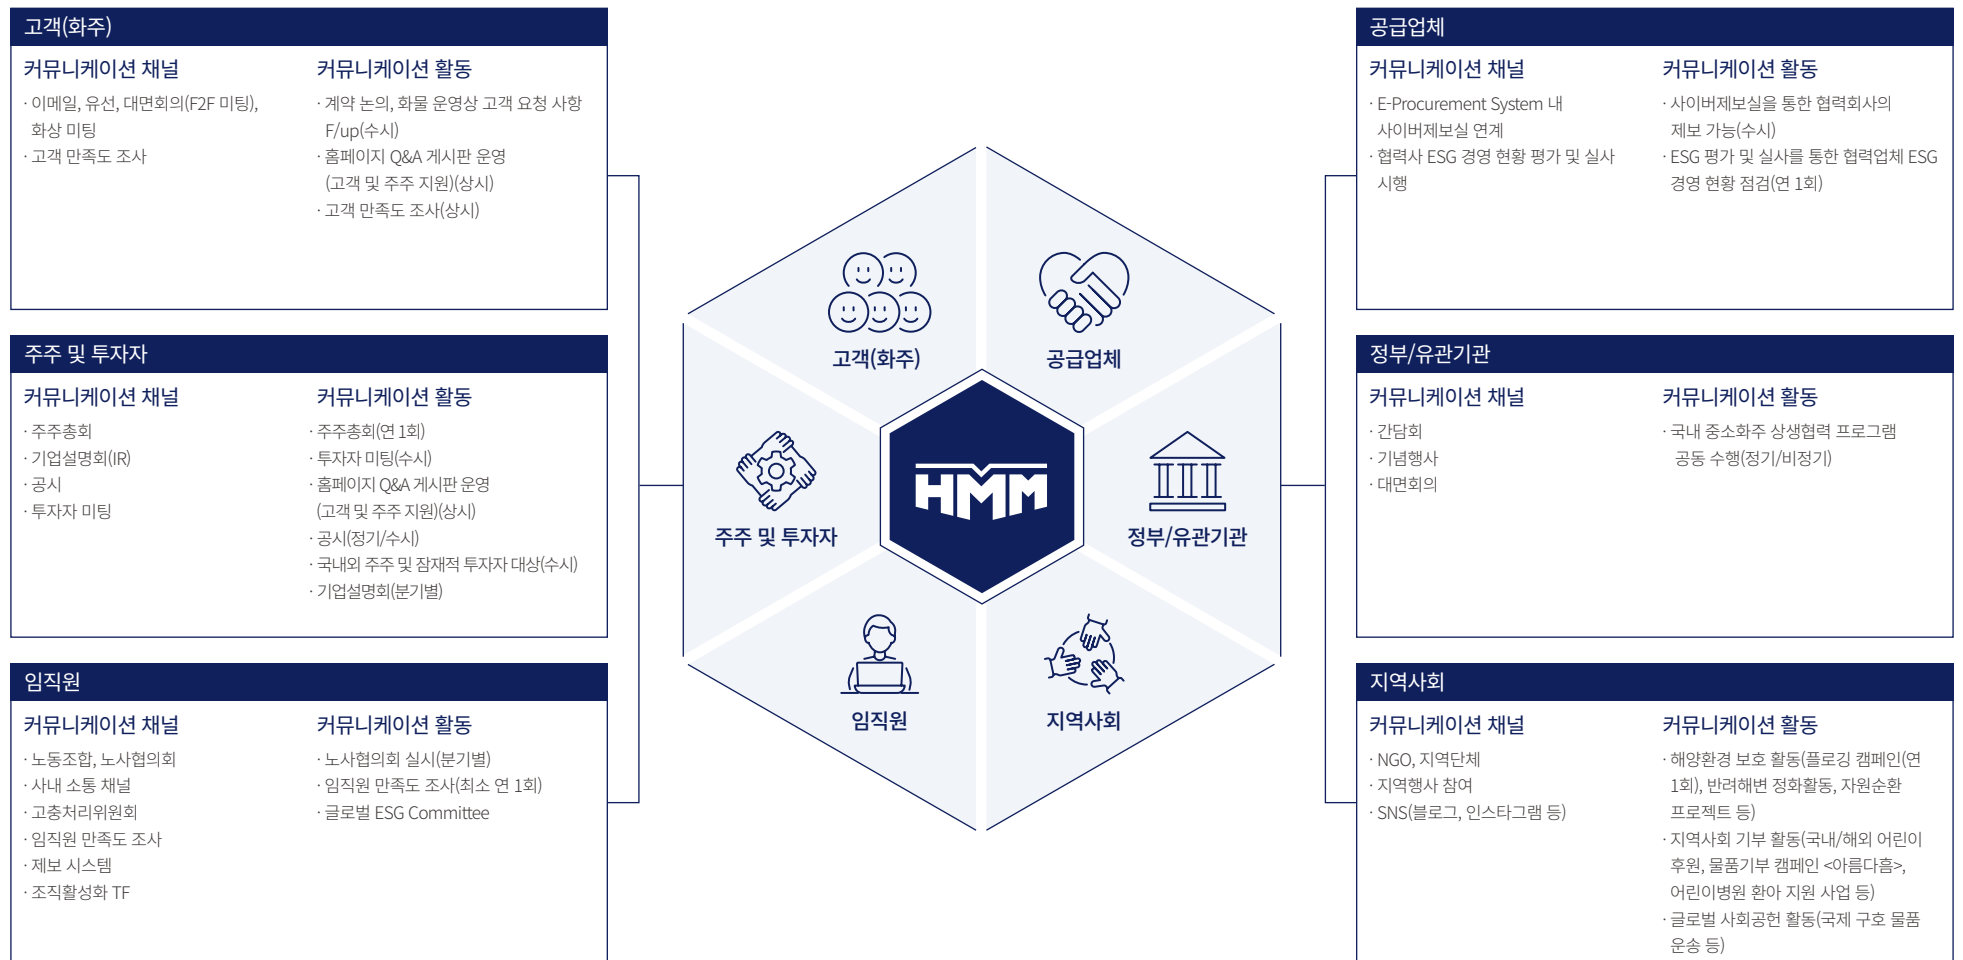 고객(화주)
커뮤니케이션 채널
· 이메일, 유선, 대면회의(F2F 미팅),
화상 미팅
· 고객 만족도 조사
커뮤니케이션 활동
· 계약 논의, 화물 운영상 고객 요청 사항
F/up(수시)
· 홈페이지 Q&A 게시판 운영
(고객 및 주주 지원)(상시)
· 고객 만족도 조사(상시)
주주 및 투자자
커뮤니케이션 채널
· 주주총회
· 기업설명회(IR)
· 공시
· 투자자 미팅
커뮤니케이션 활동
· 주주총회(연 1회)
· 투자자 미팅(수시)
· 홈페이지 Q&A 게시판 운영
(고객 및 주주 지원)(상시)
· 공시(정기/수시)
· 국내외 주주 및 잠재적 투자자 대상(수시)
· 기업설명회(분기별)
임직원
커뮤니케이션 채널
· 노동조합, 노사협의회
· 사내 소통 채널
· 고충처리위원회
· 임직원 만족도 조사
· 제보 시스템
· 조직활성화 TF
커뮤니케이션 활동
· 노사협의회 실시(분기별)
· 임직원 만족도 조사(최소 연 1회)
· 글로벌 ESG Committee
고객(화주)
공급업체
주주 및 투자자
HMM
정부/유관기관
임직원
지역사회
공급업체
커뮤니케이션 채널
· E-Procurement System 내
사이버제보실 연계
· 협력사 ESG 경영 현황 평가 및 실사
시행
커뮤니케이션 활동
· 사이버제보실을 통한 협력회사의
제보 가능(수시)
· ESG 평가 및 실사를 통한 협력업체 ESG
경영 현황 점검(연 1회)
정부/유관기관
커뮤니케이션 채널
· 간담회
· 기념행사
· 대면회의
커뮤니케이션 활동
· 국내 중소화주 상생협력 프로그램
공동 수행(정기/비정기)
지역사회
커뮤니케이션 채널
· NGO, 지역단체
· 지역행사 참여
· SNS(블로그, 인스타그램 등)
커뮤니케이션 활동
· 해양환경 보호 활동(플로깅 캠페인(연
1회), 반려해변 정화활동, 자원순환
프로젝트 등)
· 지역사회 기부 활동(국내/해외 어린이
후원, 물품기부 캠페인 <아름다흠>,
어린이병원 환아 지원 사업 등)
· 글로벌 사회공헌 활동(국제 구호 물품
운송 등)